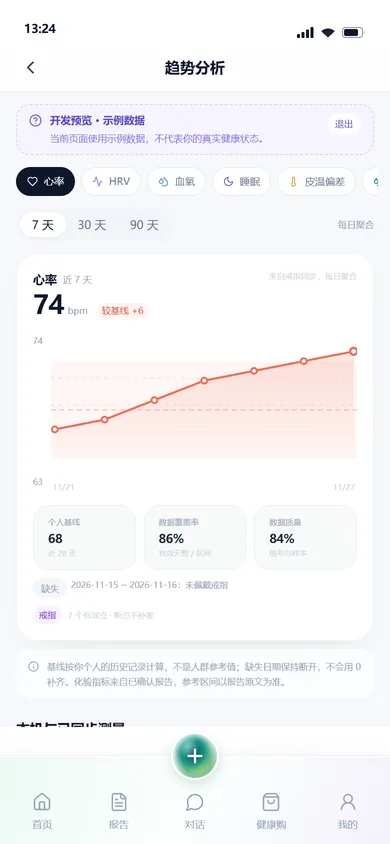 13:24
趋势分析
开发预览 · 示例数据
当前页面使用示例数据，不代表你的真实健康状态。
退出
心率
HRV
血氧
睡眠
皮温偏差
7 天
30 天
90 天
每日聚合
心率 近 7 天
来自戒指同步，每日聚合
74 bpm 较基线 +6
74
63
11/21
11/27
个人基线
68
近 28 天
数据覆盖率
86%
有效天数 / 区间
数据质量
84%
信号与样本
缺失 2026-11-15 ~ 2026-11-16：未佩戴戒指
戒指 7 个有效点 · 断点不补零
基线按你个人的历史记录计算，不是人群参考值；缺失日期保持断开，不会用 0
补齐。化验指标来自已确认报告，参考区间以报告原文为准。
首页
报告
对话
健康购
我的